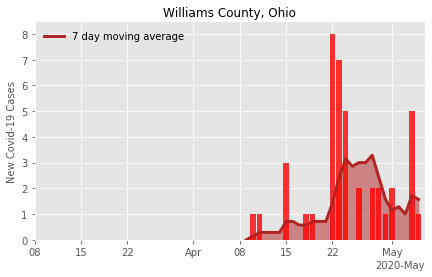 Williams County, Ohio
7 day moving average
New Covid-19 Cases
8
7
6
5
4
3
2
1
0
08
15
22
Apr
08
15
22
May
2020-May